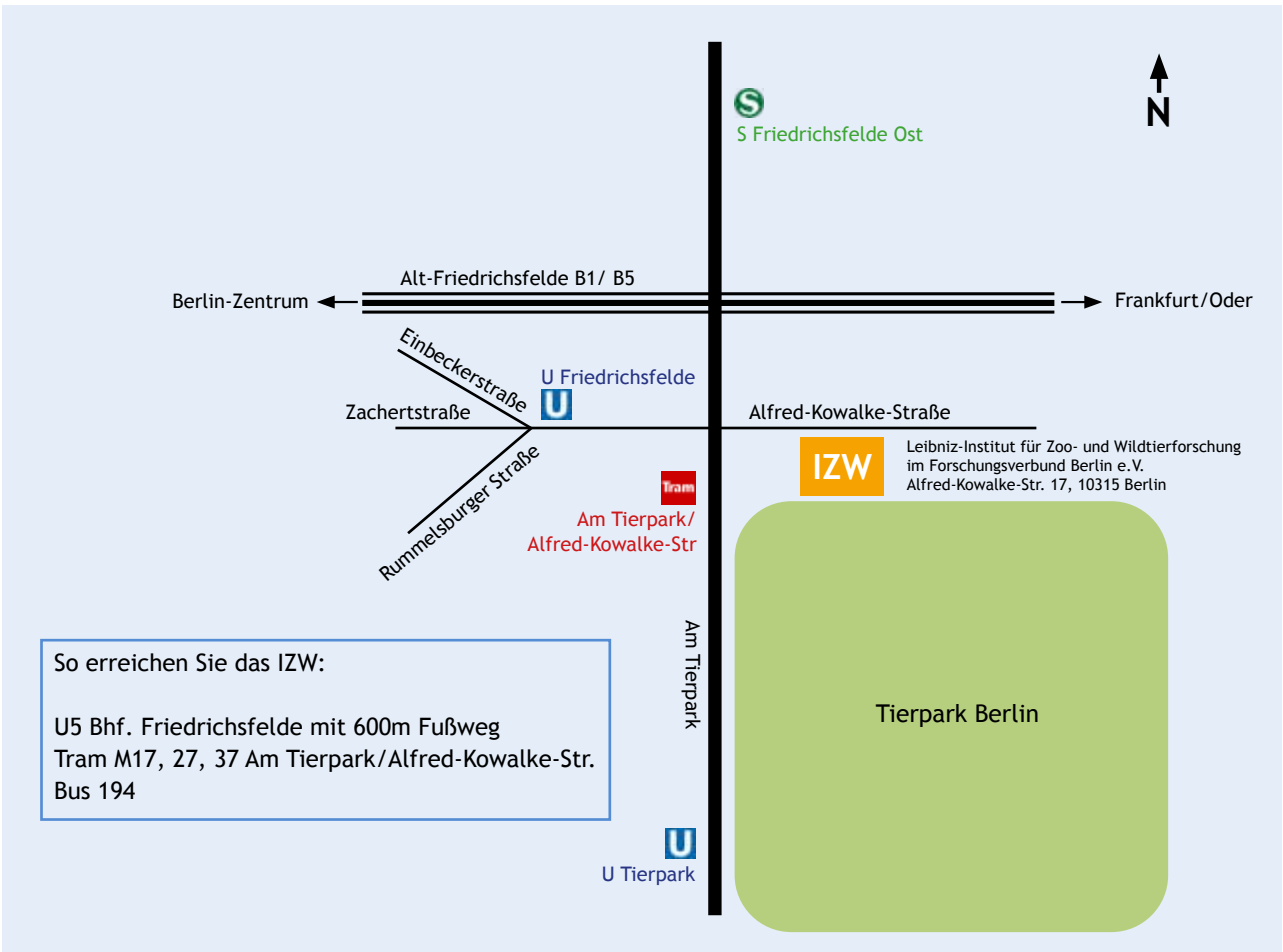 S
S Friedrichsfelde Ost
N
Alt-Friedrichsfelde B1/ B5
Berlin-Zentrum
Frankfurt/Oder
Einbeckerstraße
U Friedrichsfelde
U
Zachertstraße
Alfred-Kowalke-Straße
Rummelsburger Straße
IZW
Leibniz-Institut für Zoo- und Wildtierforschung
im Forschungsverbund Berlin e.V.
Alfred-Kowalke-Str. 17, 10315 Berlin
Tram
Am Tierpark/
Alfred-Kowalke-Str
Am Tierpark
Tierpark Berlin
So erreichen Sie das IZW:
U5 Bhf. Friedrichsfelde mit 600m Fußweg
Tram M17, 27, 37 Am Tierpark/Alfred-Kowalke-Str.
Bus 194
U
U Tierpark